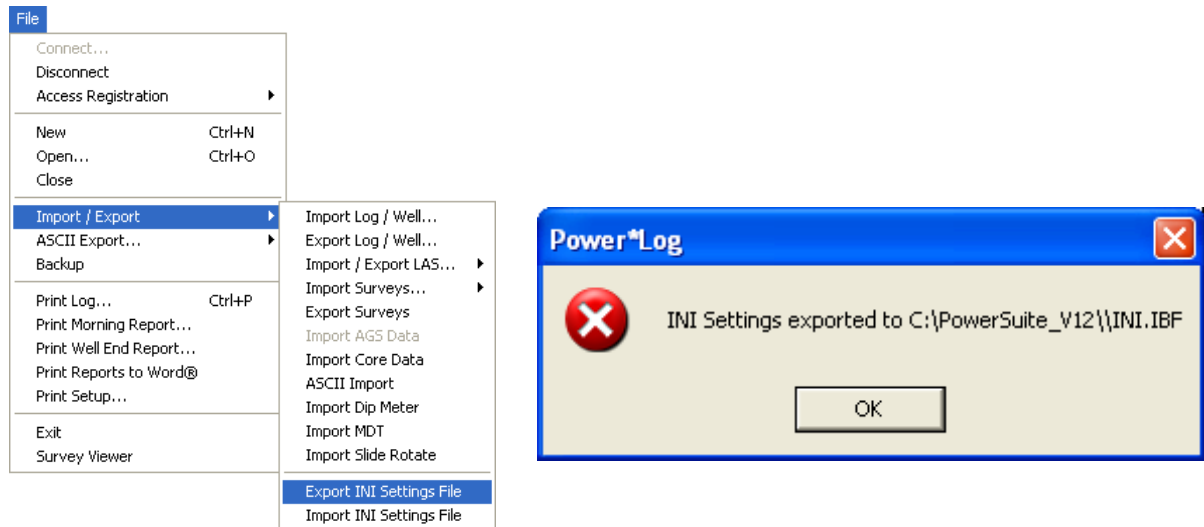 File
Connect...
Disconnect
Access Registration
New Ctrl+N
Open... Ctrl+O
Close
Import / Export
ASCII Export...
Backup
Print Log... Ctrl+P
Print Morning Report...
Print Well End Report...
Print Reports to Word®
Print Setup...
Exit
Survey Viewer
Import Log / Well...
Export Log / Well...
Import / Export LAS...
Import Surveys...
Export Surveys
Import AGS Data
Import Core Data
ASCII Import
Import Dip Meter
Import MDT
Import Slide Rotate
Export INI Settings File
Import INI Settings File
Power*Log
INI Settings exported to C:\PowerSuite_V12\\INI.IBF
OK